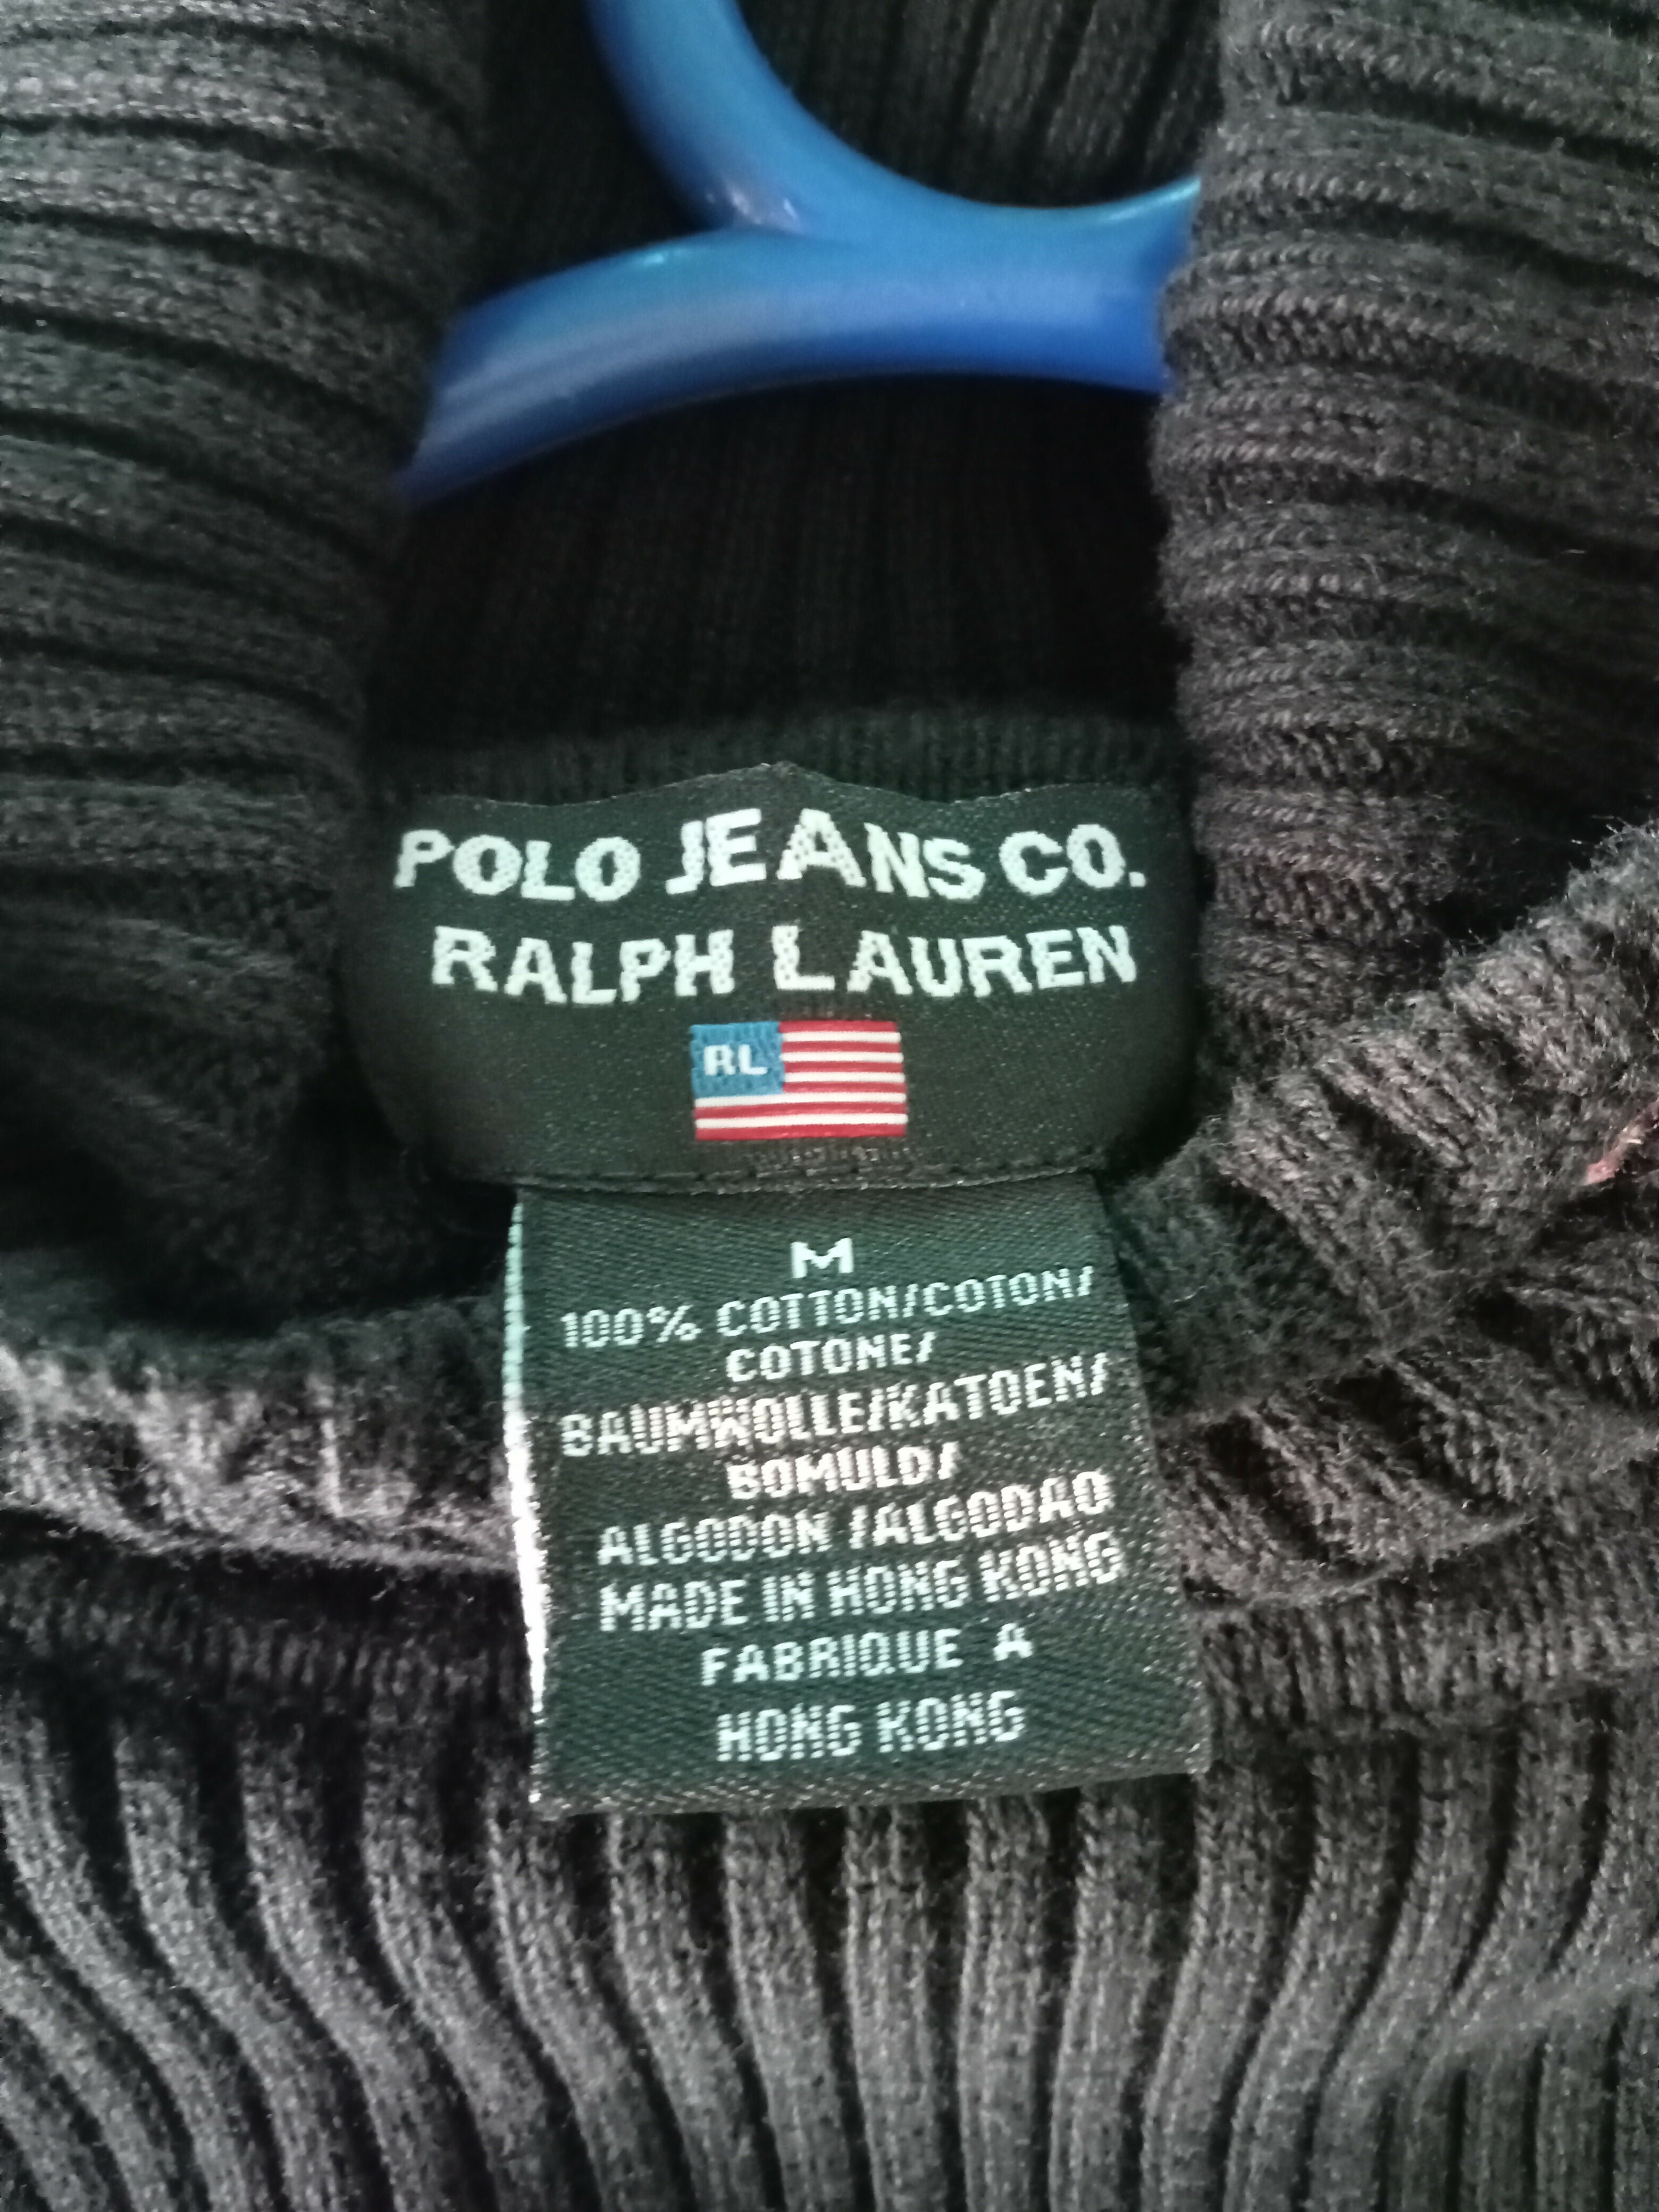 POLO JEANS CO.
RALPH LAUREN
RL
M
100% COTTON/COTON/
COTONE/
BAUMWOLLE/KATOEN/
BOMULD/
ALGODON /ALGODAO
MADE IN HONG KONG
FABRIQUE A
HONG KONG